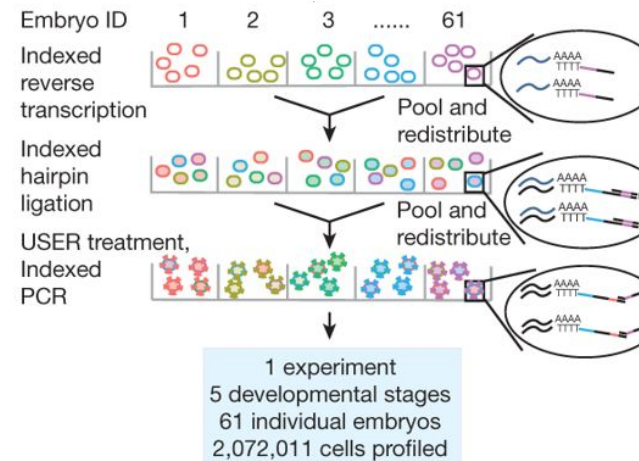 Embryo ID 1 2 3 ...... 61
Indexed
reverse
transcription
AAAA
TTTT
AAAA
TTTT
Pool and
redistribute
Indexed
hairpin
ligation
AAAA
TTTT
AAAA
TTTT
Pool and
redistribute
USER treatment,
Indexed
PCR
AAAA
TTTT
AAAA
TTTT
1 experiment
5 developmental stages
61 individual embryos
2,072,011 cells profiled